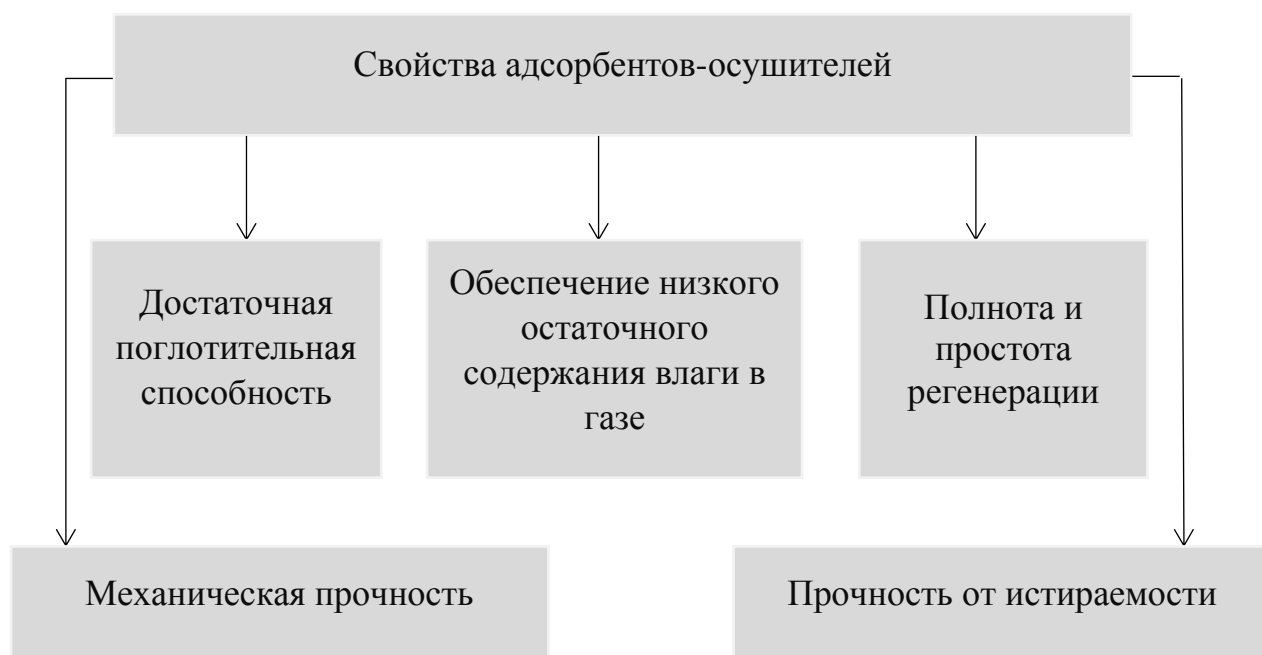 Свойства адсорбентов-осушителей
Достаточная
поглотительная
способность
Обеспечение низкого
остаточного
содержания влаги в
газе
Полнота и
простота
регенерации
Механическая прочность
Прочность от истираемости